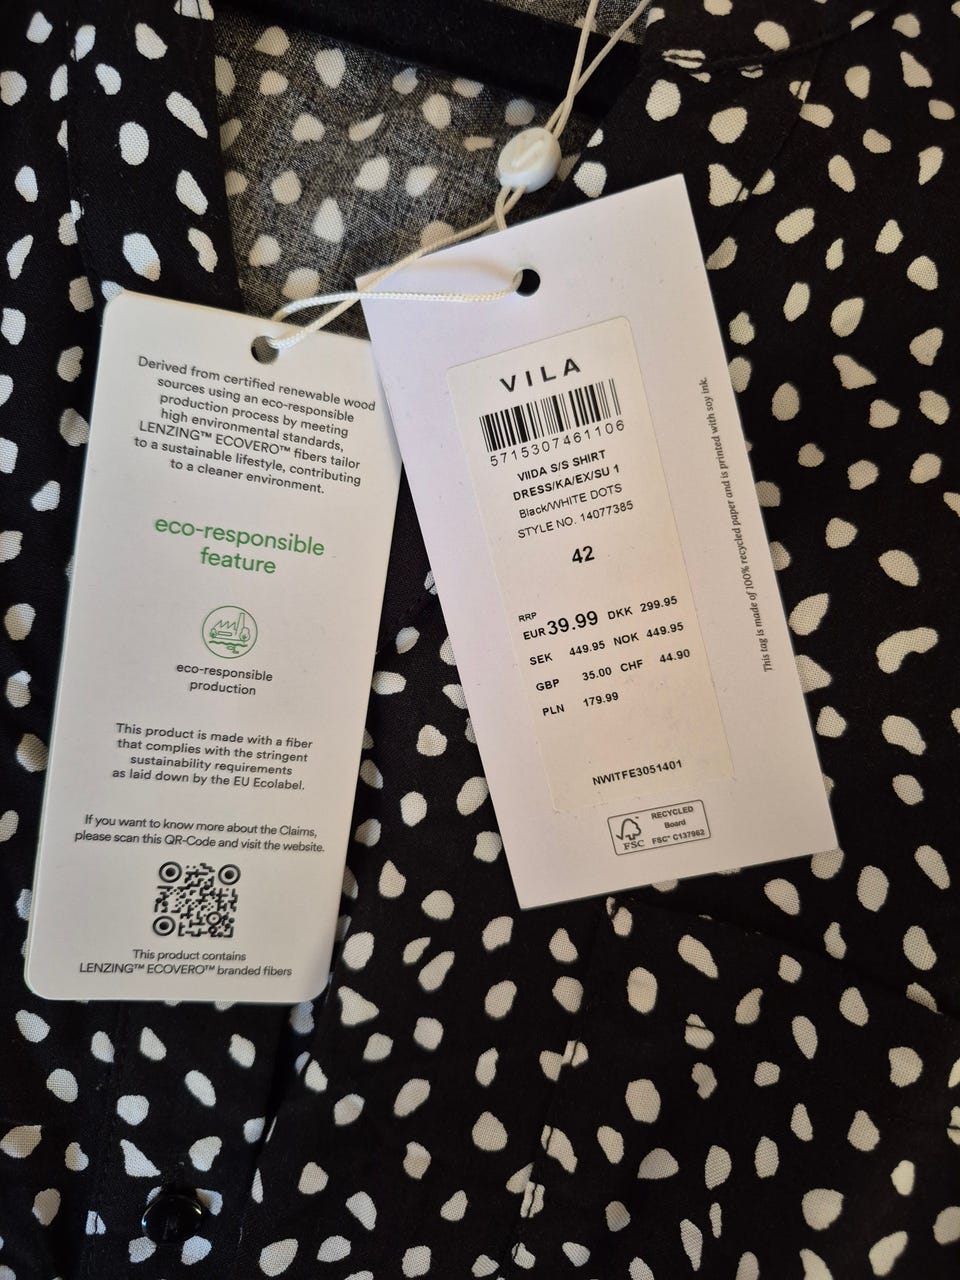 Derived from certified renewable wood
sources using an eco-responsible
production process by meeting
high environmental standards,
LENZING™ ECOVERO™ fibers tailor
to a sustainable lifestyle, contributing
to a cleaner environment.
eco-responsible
feature
eco-responsible
production
This product is made with a fiber
that complies with the stringent
sustainability requirements
as laid down by the EU Ecolabel.
If you want to know more about the Claims,
please scan this QR-Code and visit the website.
This product contains
LENZING™ ECOVERO™ branded fibers
VILA
5715307461106
VIIDA S/S SHIRT
DRESS/KA/EX/SU 1
Black/WHITE DOTS
STYLE NO. 14077385
42
RRP
EUR 39.99 DKK 299.95
SEK 449.95 NOK 449.95
GBP 35.00 CHF 44.90
PLN 179.99
NWITFE3051401
FSC
RECYCLED
Board
FSC® C137962
This tag is made of 100% recycled paper and is printed with soy ink.